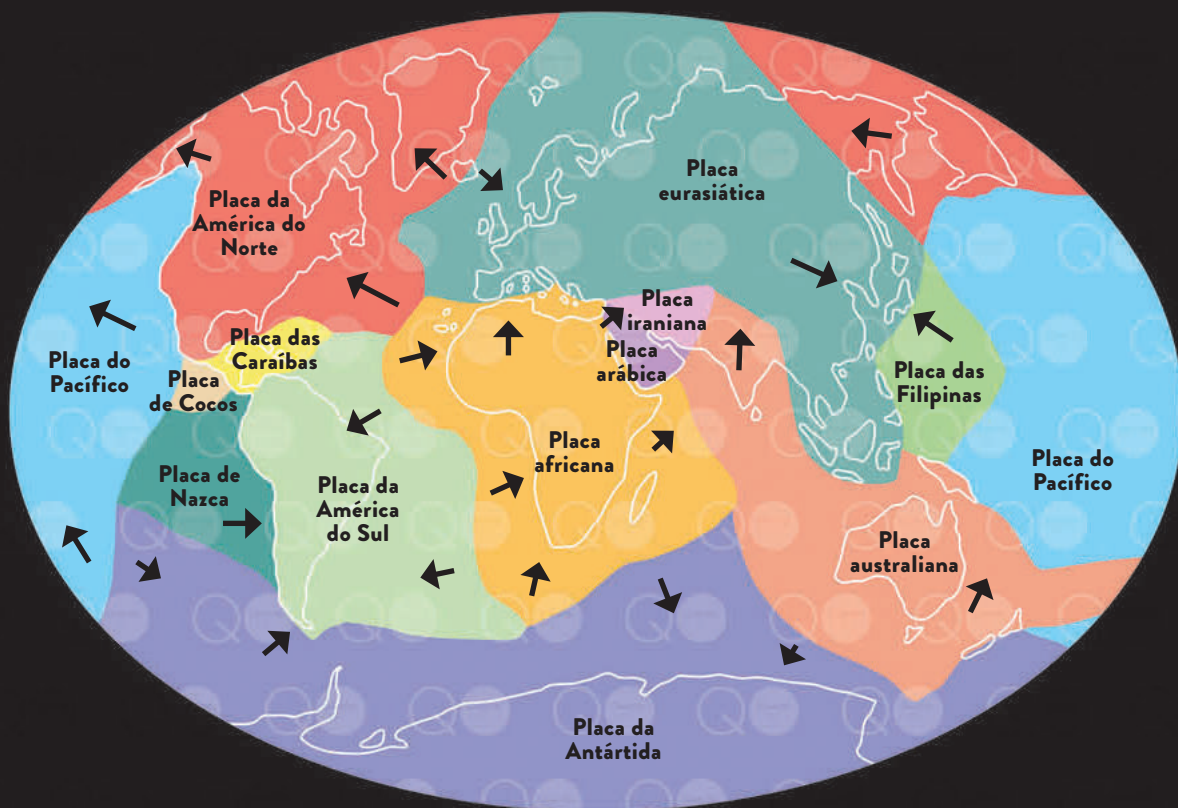 Placa da
América do
Norte
Placa
eurasiática
Placa
iraniana
Placa
arábica
Placa das
Caraíbas
Placa do
Pacífico
Placa
de Cocos
Placa das
Filipinas
Placa
africana
Placa de
Nazca
Placa da
América
do Sul
Placa do
Pacífico
Placa
australiana
Placa da
Antártida